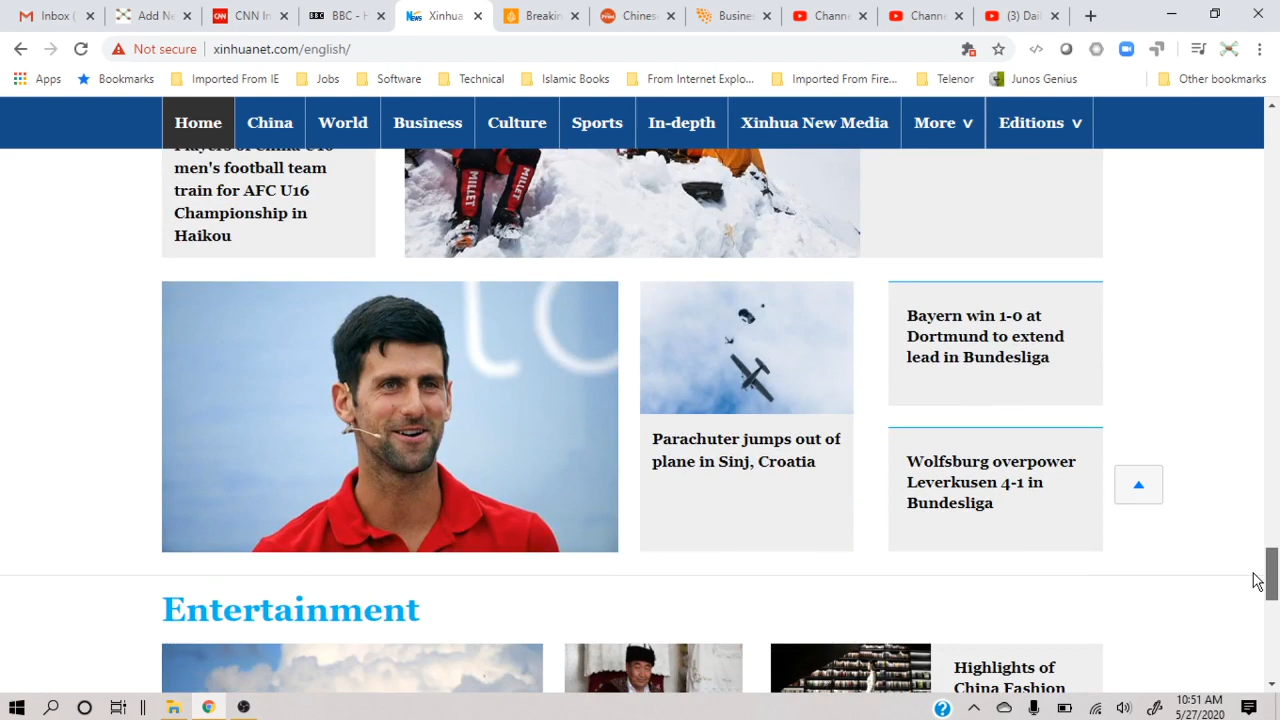 Inbox (
Add Ne
CNN In
BBC - H
Xinhua
Breakin
Chines
Busine
Channe
Chann
(3) Da
Not secure
xinhuanet.com/english/
Apps
Bookmarks
Imported From IE
Jobs
Software
Technical
Islamic Books
From Internet Explo...
Imported From Fire...
Telenor
Junos Genius
Other bookmarks
Home
China
World
Business
Culture
Sports
In-depth
Xinhua New Media
More
Editions
men's football team
train for AFC U16
Championship in
Haikou
MILLET
MILLET
Bayern win 1-0 at
Dortmund to extend
lead in Bundesliga
Parachuter jumps out of
plane in Sinj, Croatia
Wolfsburg overpower
Leverkusen 4-1 in
Bundesliga
Entertainment
Highlights of
China Fashion
10:51 AM
5/27/2020